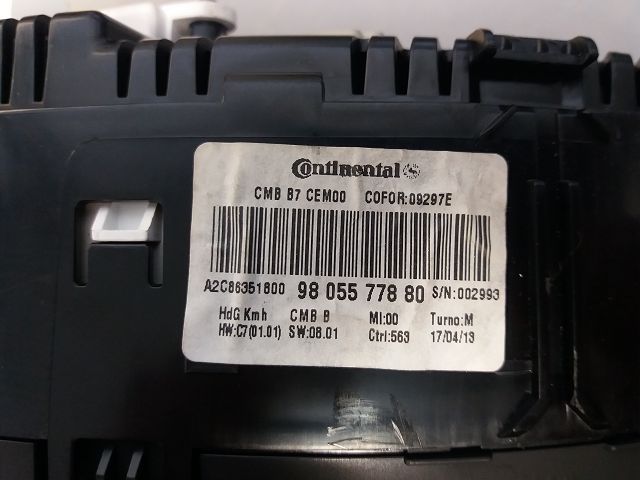 Continental
CMB B7 CEM00 COFOR:09297E
A2C86351800 98 055 778 80 S/N:002993
HdG Kmh CMB B MI:00 Turno:M
HW:C7(01.01) SW:08.01 Ctrl:563 17/04/13